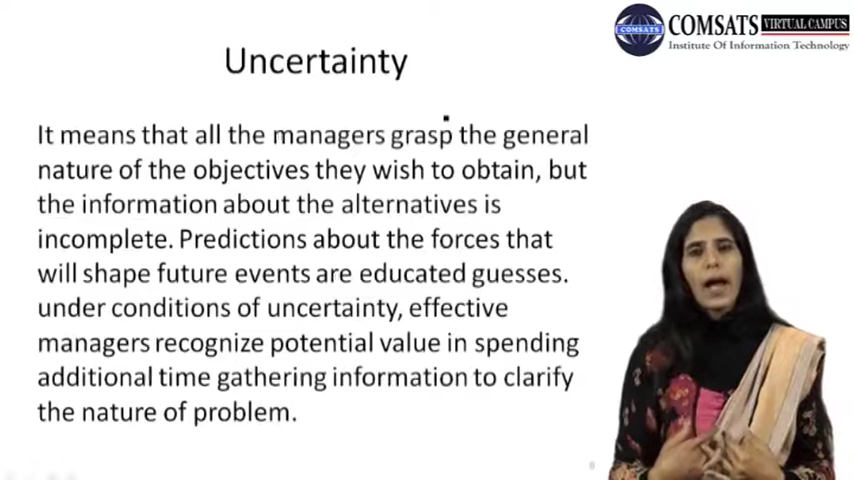 COMSATS VIRTUAL CAMPUS
COMSATS
Institute Of Information Technology
Uncertainty
It means that all the managers grasp the general
nature of the objectives they wish to obtain, but
the information about the alternatives is
incomplete. Predictions about the forces that
will shape future events are educated guesses.
under conditions of uncertainty, effective
managers recognize potential value in spending
additional time gathering information to clarify
the nature of problem.
8